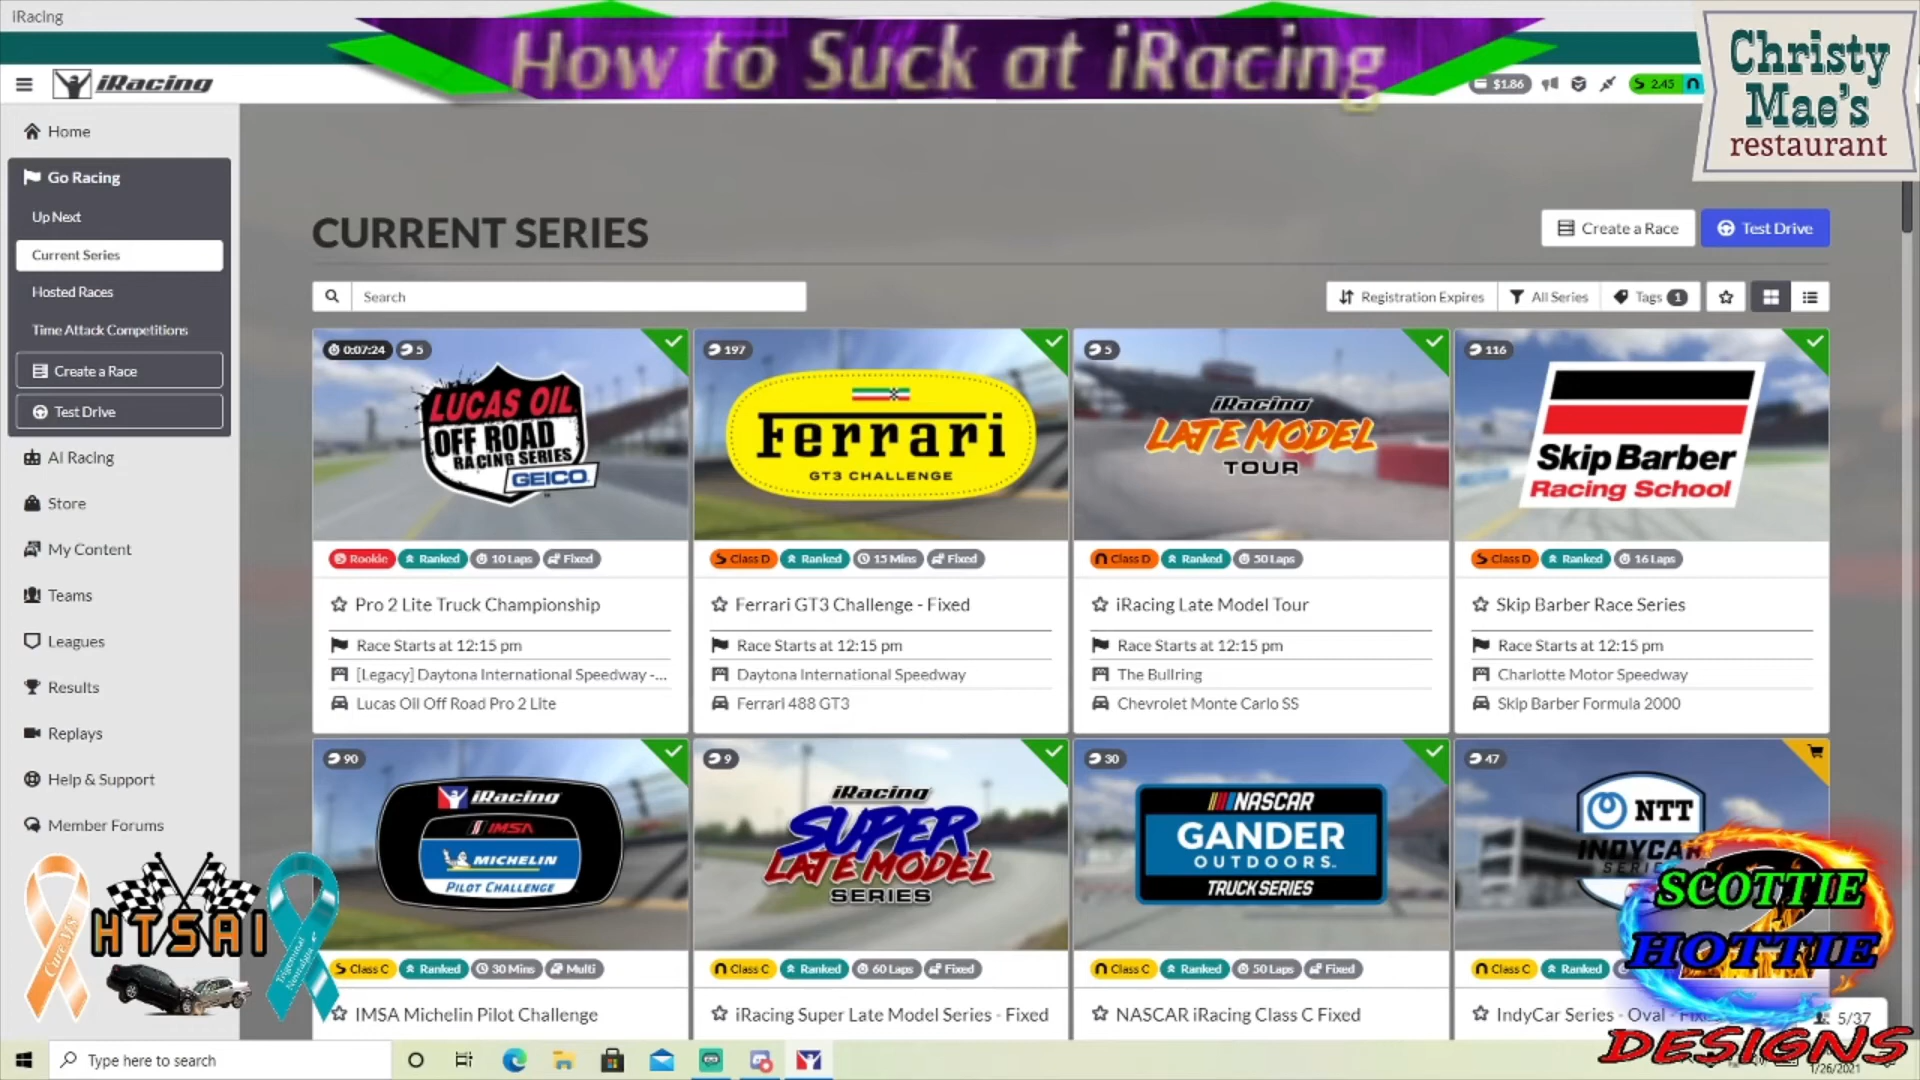 iRacing
How to Suck at iRacing
Christy
Mae's
restaurant
iRacing
$1.86
2.45
Home
Go Racing
Up Next
Current Series
Hosted Races
Time Attack Competitions
Create a Race
Test Drive
AI Racing
Store
My Content
Teams
Leagues
Results
Replays
Help & Support
Member Forums
CURRENT SERIES
Create a Race
Test Drive
Search
Registration Expires
All Series
Tags 1
0:07:24 5
LUCAS OIL
OFF ROAD
RACING SERIES
GEICO
Rookie Ranked 10 Laps Fixed
Pro 2 Lite Truck Championship
Race Starts at 12:15 pm
[Legacy] Daytona International Speedway -...
Lucas Oil Off Road Pro 2 Lite
197
Ferrari
GT3 CHALLENGE
Class D Ranked 15 Mins Fixed
Ferrari GT3 Challenge - Fixed
Race Starts at 12:15 pm
Daytona International Speedway
Ferrari 488 GT3
5
iRacing
LATE MODEL
TOUR
Class D Ranked 50 Laps
iRacing Late Model Tour
Race Starts at 12:15 pm
The Bullring
Chevrolet Monte Carlo SS
116
Skip Barber
Racing School
Class D Ranked 16 Laps
Skip Barber Race Series
Race Starts at 12:15 pm
Charlotte Motor Speedway
Skip Barber Formula 2000
90
iRacing
IMSA
MICHELIN
PILOT CHALLENGE
Class C Ranked 30 Mins Multi
IMSA Michelin Pilot Challenge
9
iRacing
SUPER
LATE MODEL
SERIES
Class C Ranked 60 Laps Fixed
iRacing Super Late Model Series - Fixed
30
NASCAR
GANDER
OUTDOORS
TRUCK SERIES
Class C Ranked 50 Laps Fixed
NASCAR iRacing Class C Fixed
47
NTT
INDYCAR
Class C Ranked
IndyCar Series - Oval -
5/37
Cure MS
HTSAI
Trigeminal
Neuralgia
SCOTTIE
HOTTIE
DESIGNS
Type here to search
1/26/2021